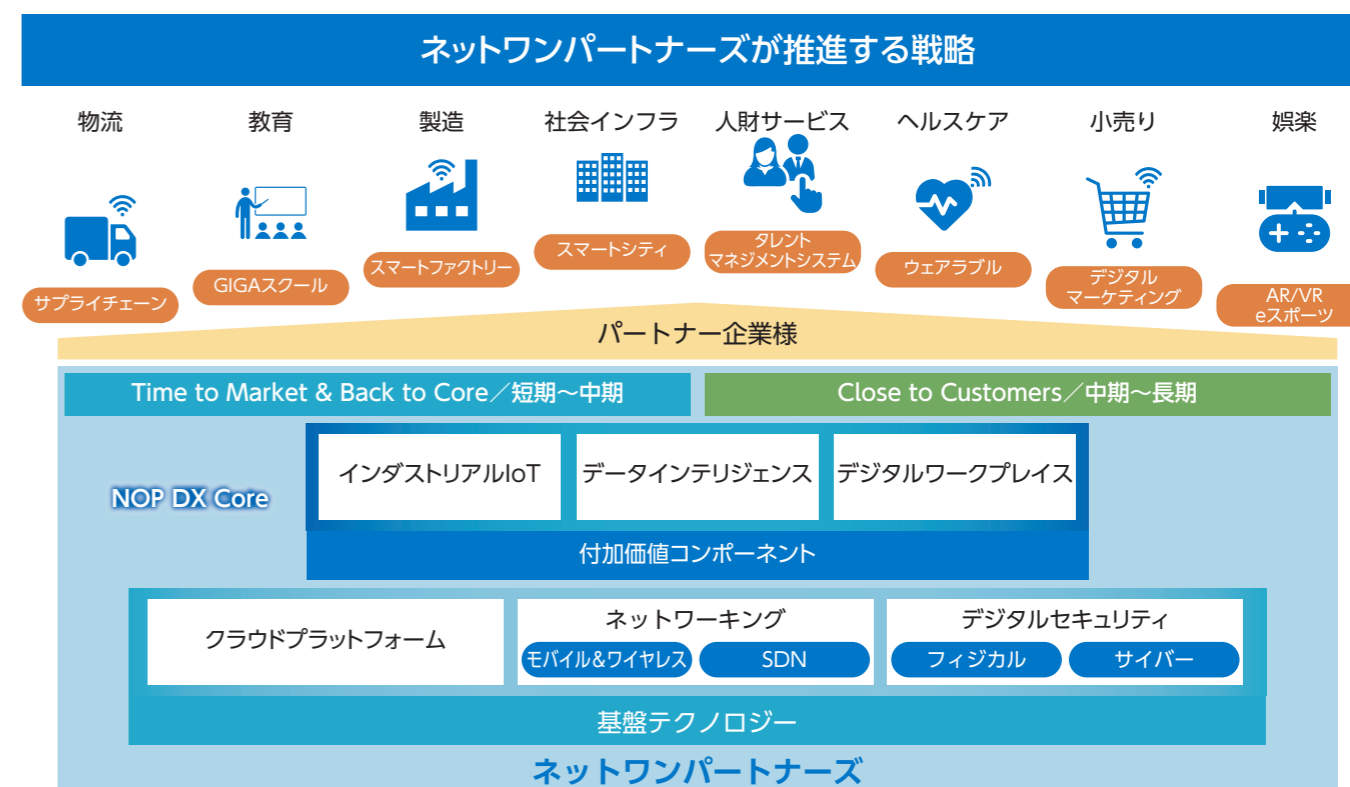 ネットワンパートナーズが推進する戦略
物流
教育
製造
社会インフラ
人財サービス
ヘルスケア
小売り
娯楽
サプライチェーン
GIGAスクール
スマートファクトリー
スマートシティ
タレント
マネジメントシステム
ウェアラブル
デジタル
マーケティング
AR/VR
eスポーツ
パートナー企業様
Time to Market & Back to Core／短期～中期
Close to Customers／中期～長期
NOP DX Core
インダストリアルIoT
データインテリジェンス
デジタルワークプレイス
付加価値コンポーネント
クラウドプラットフォーム
ネットワーキング
モバイル&ワイヤレス
SDN
デジタルセキュリティ
フィジカル
サイバー
基盤テクノロジー
ネットワンパートナーズ